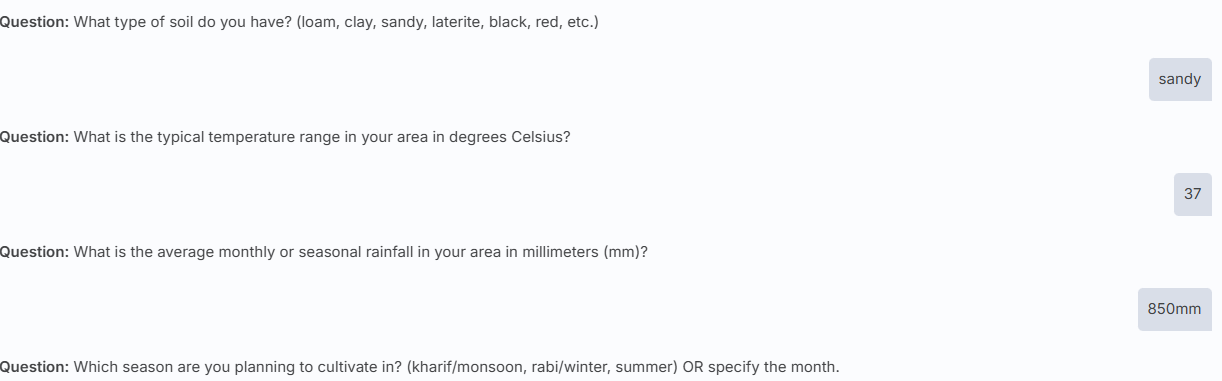 Question: What type of soil do you have? (loam, clay, sandy, laterite, black, red, etc.)
sandy
Question: What is the typical temperature range in your area in degrees Celsius?
37
Question: What is the average monthly or seasonal rainfall in your area in millimeters (mm)?
850mm
Question: Which season are you planning to cultivate in? (kharif/monsoon, rabi/winter, summer) OR specify the month.